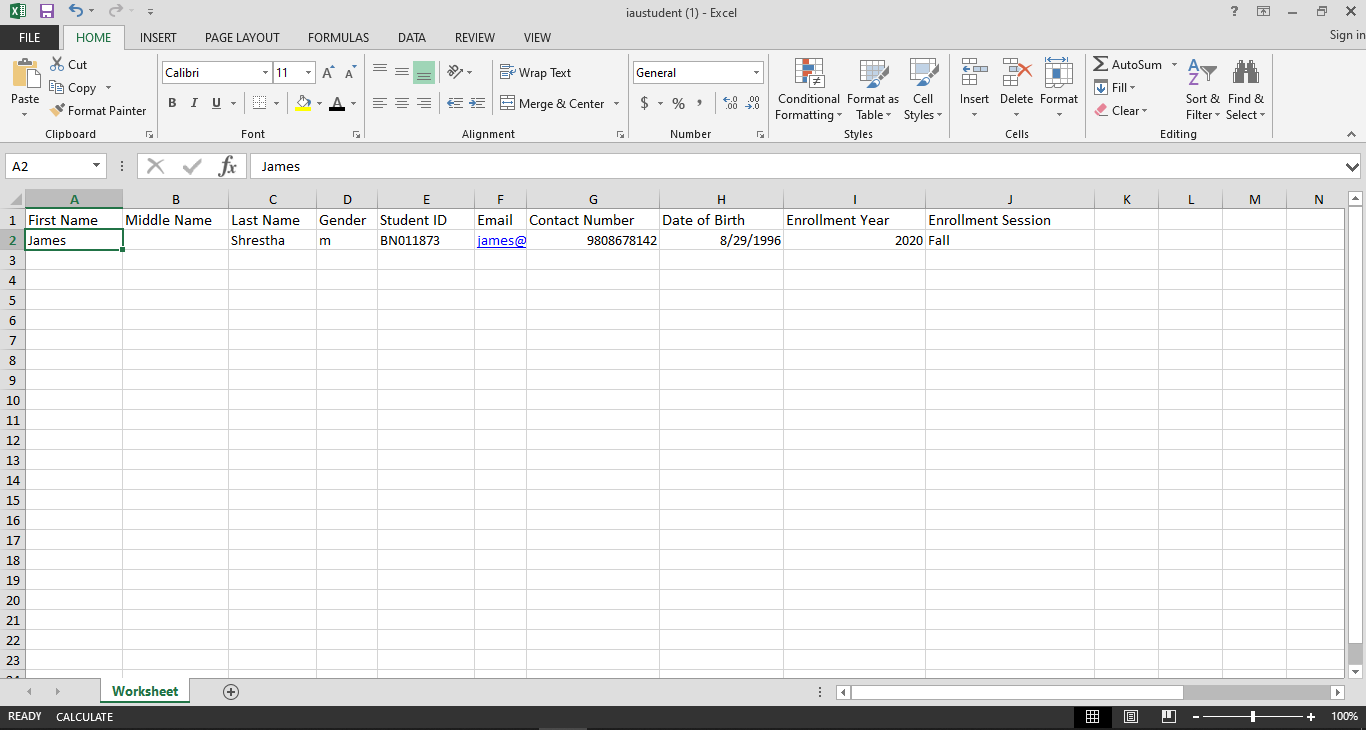 iaustudent (1) - Excel
FILE HOME INSERT PAGE LAYOUT FORMULAS DATA REVIEW VIEW Sign in
Cut
Copy
Format Painter
Paste
Clipboard
Calibri 11
B I U A
Font
Wrap Text
Merge & Center
Alignment
General
$ % ,
Number
Conditional Formatting
Format as Table
Cell Styles
Styles
Insert Delete Format
Cells
AutoSum
Fill
Clear
Sort & Filter
Find & Select
Editing
A2 fx James
A B C D E F G H I J K L M N
1 First Name Middle Name Last Name Gender Student ID Email Contact Number Date of Birth Enrollment Year Enrollment Session
2 James Shrestha m BN011873 james@ 9808678142 8/29/1996 2020 Fall
3
4
5
6
7
8
9
10
11
12
13
14
15
16
17
18
19
20
21
22
23
Worksheet
READY CALCULATE 100%